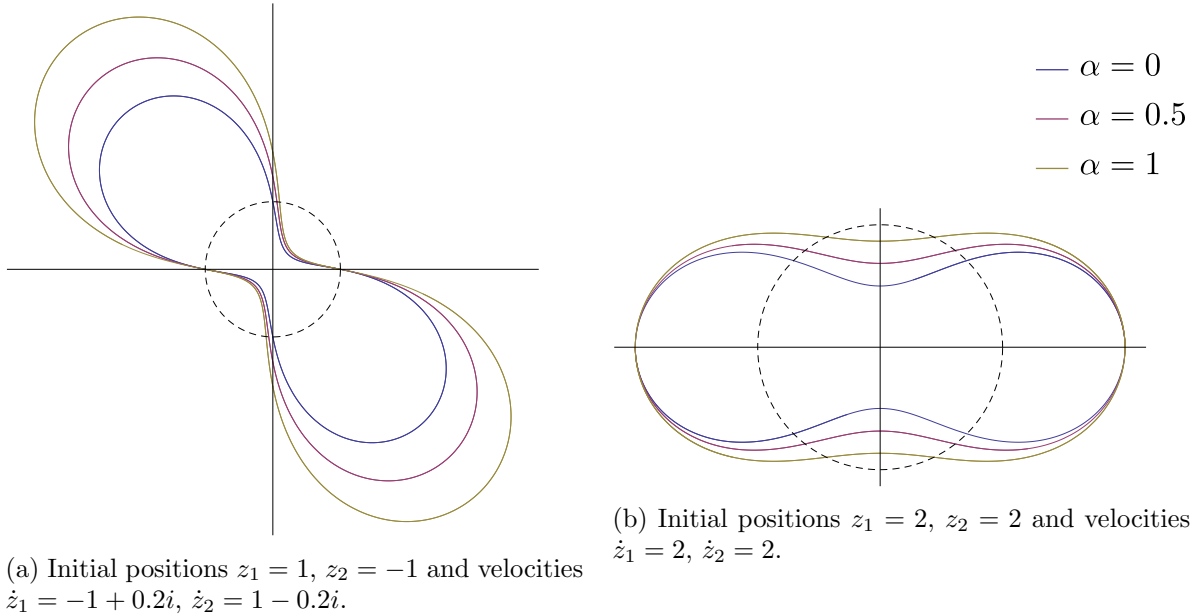 α = 0
α = 0.5
α = 1
(a) Initial positions z₁ = 1, z₂ = −1 and velocities
ż₁ = −1 + 0.2i, ż₂ = 1 − 0.2i.
(b) Initial positions z₁ = 2, z₂ = 2 and velocities
ż₁ = 2, ż₂ = 2.